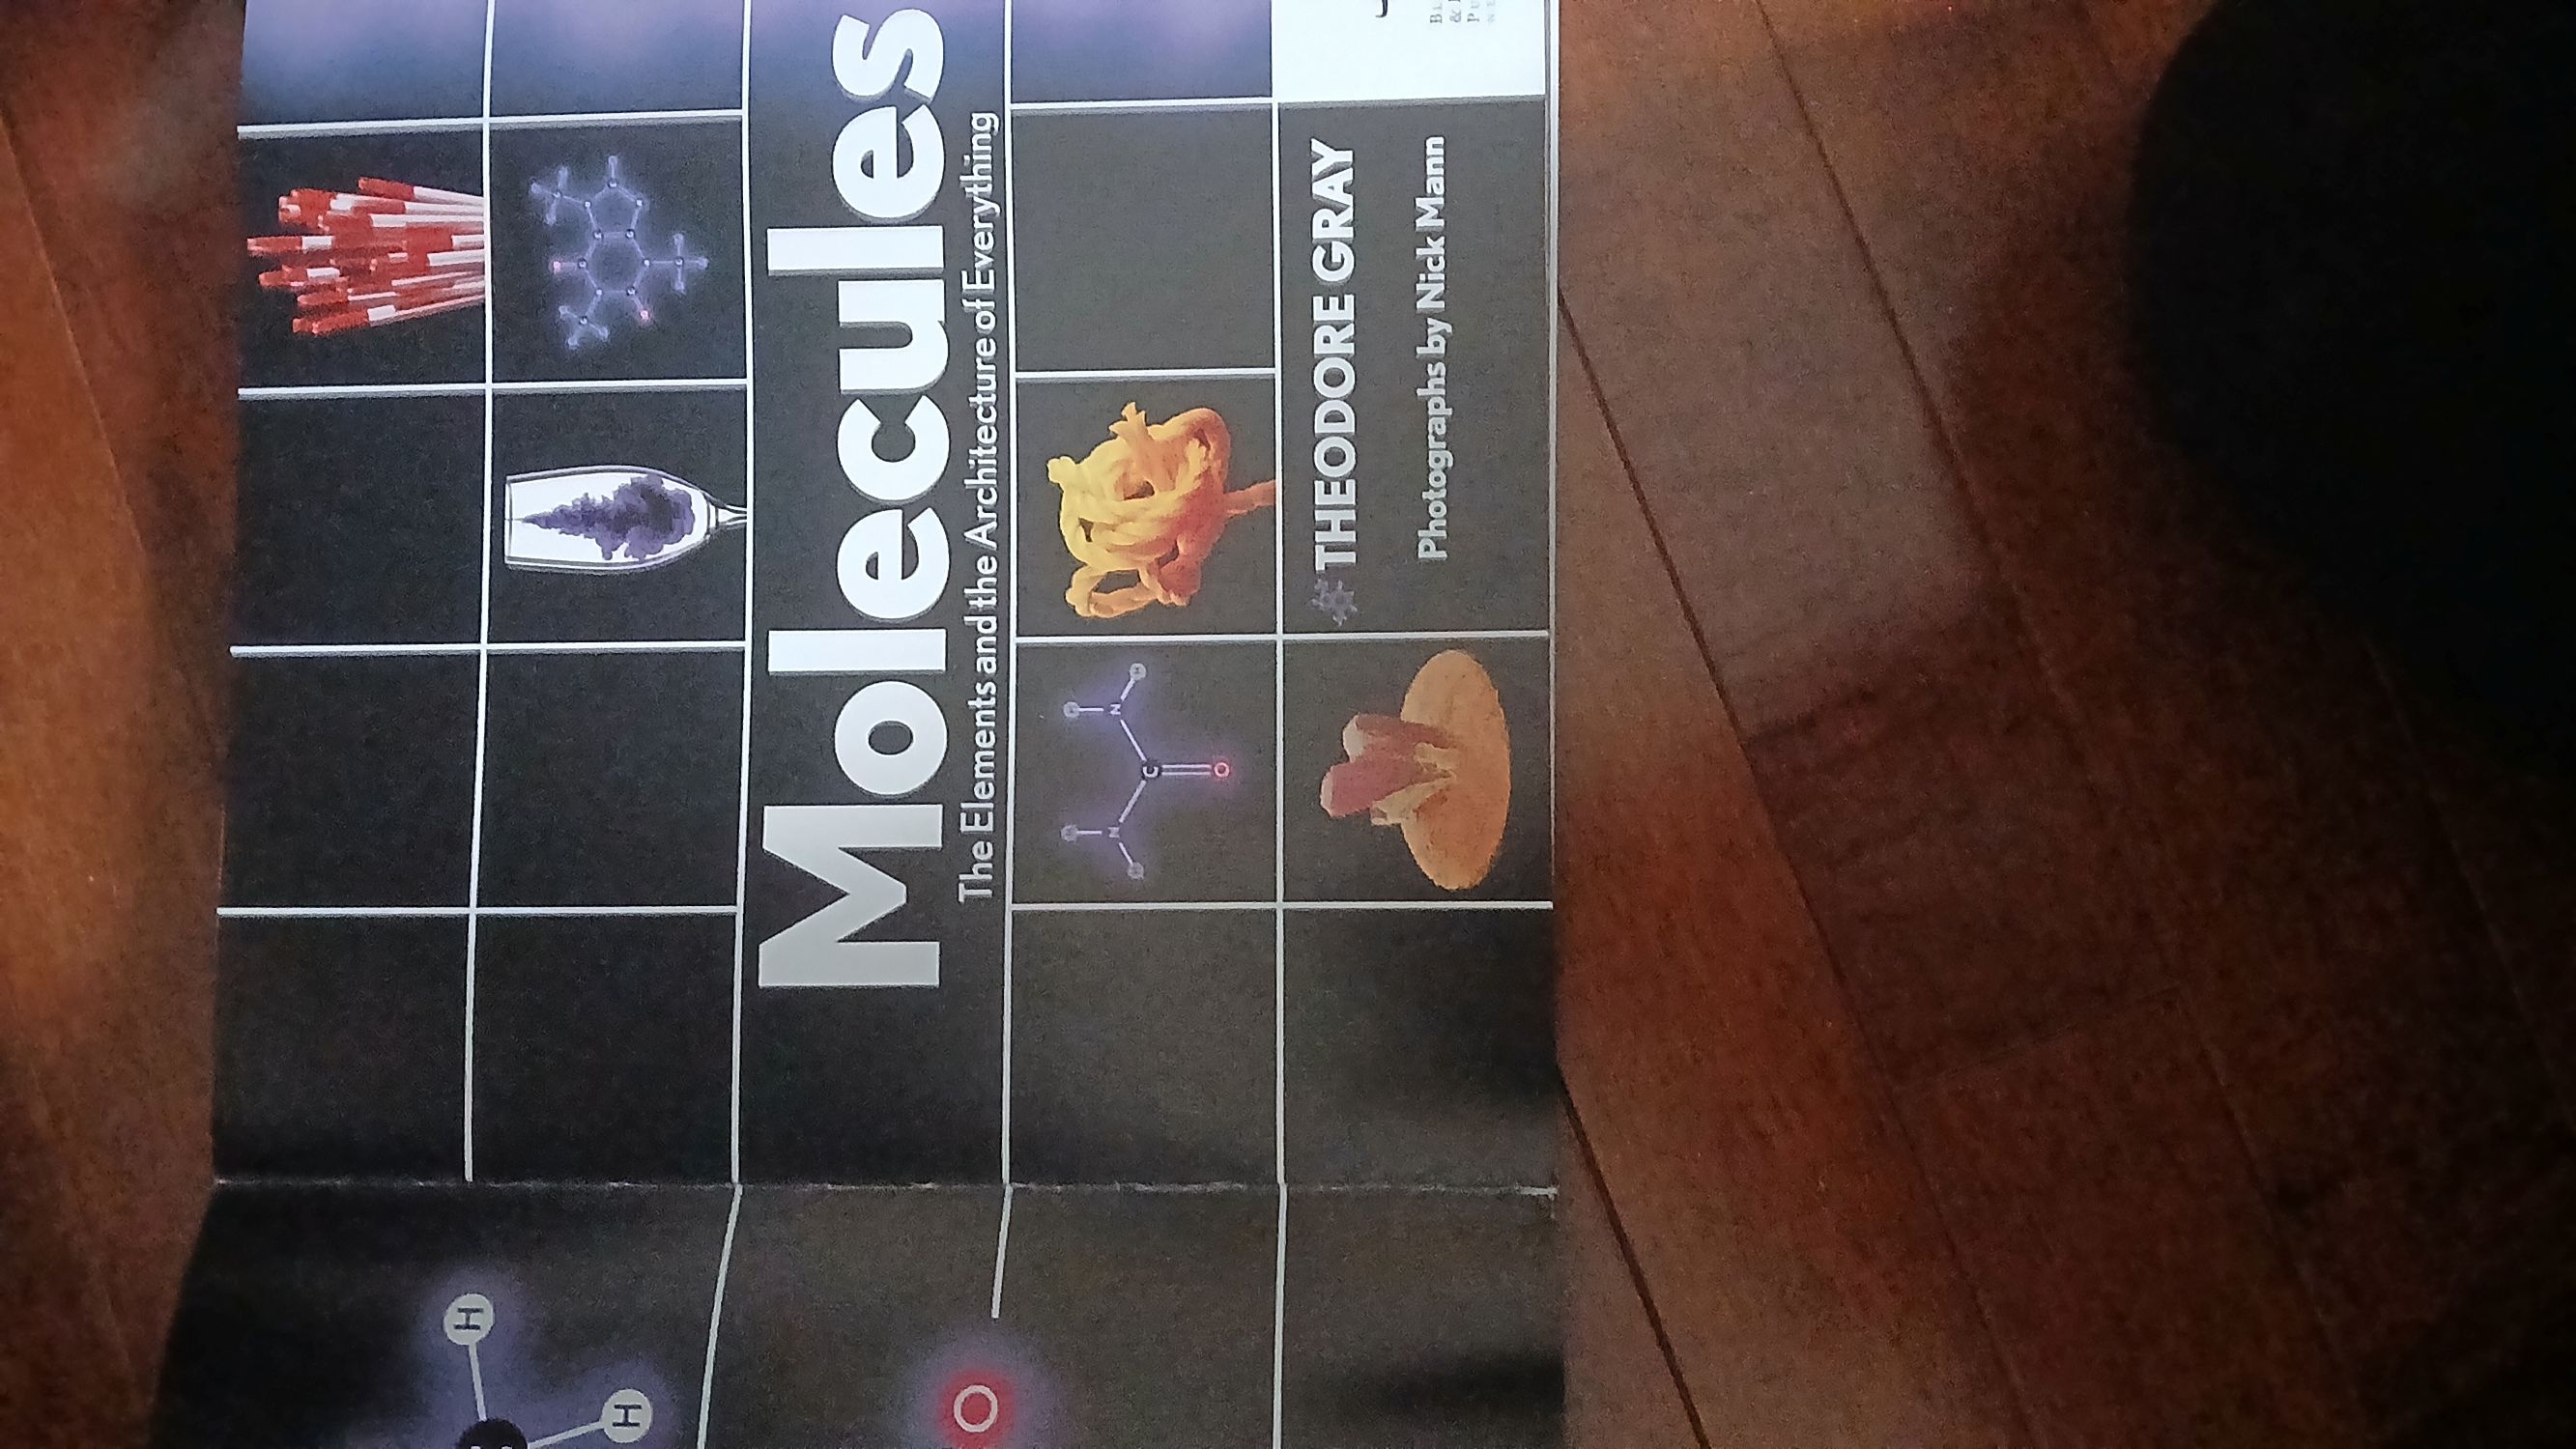 H
H
Molecules
The Elements and the Architecture of Everything
O
H
H
N
N
H
H
C
O
THEODORE GRAY
Photographs by Nick Mann
&